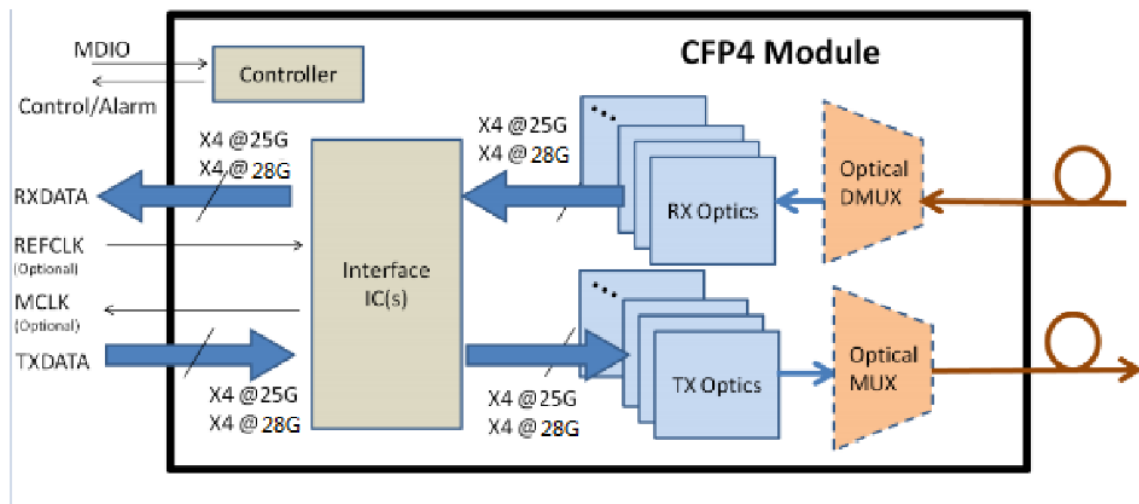 CFP4 Module
MDIO
Controller
Control/Alarm
X4 @25G
X4 @28G
X4 @25G
X4 @28G
Optical
DMUX
RXDATA
RX Optics
REFCLK
(Optional)
Interface
IC(s)
MCLK
(Optional)
TXDATA
Optical
MUX
TX Optics
X4 @25G
X4 @28G
X4 @25G
X4 @28G